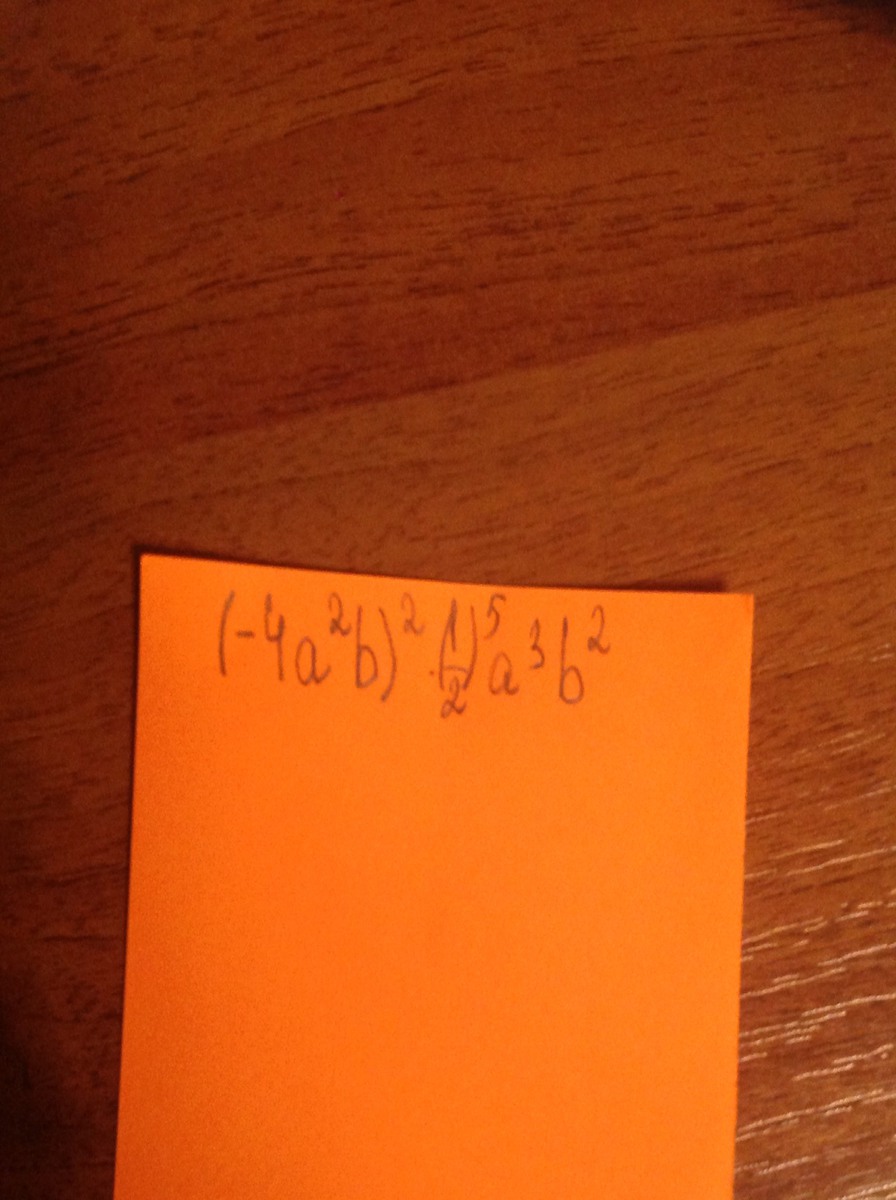 (-4a²b)² · (1/2)⁵a³b²